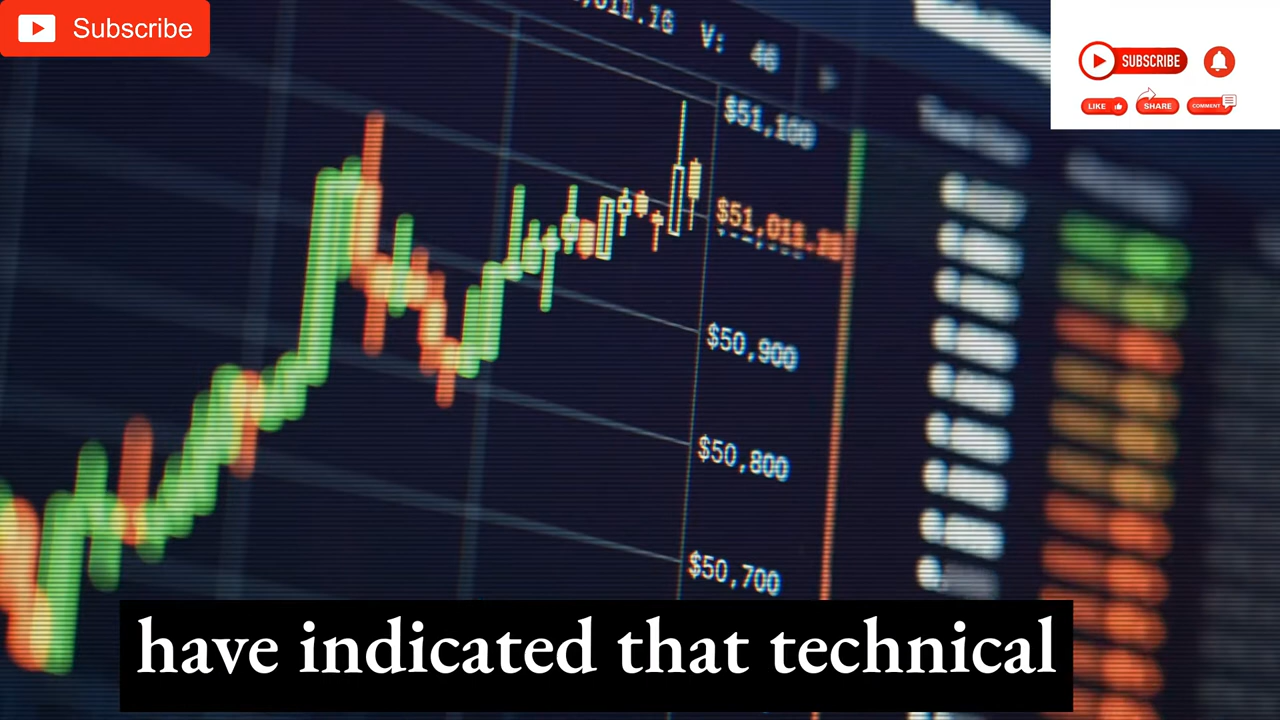 Subscribe
V: 46
SUBSCRIBE
LIKE
SHARE
COMMENT
$51,100
$50,900
$50,800
$50,700
have indicated that technical